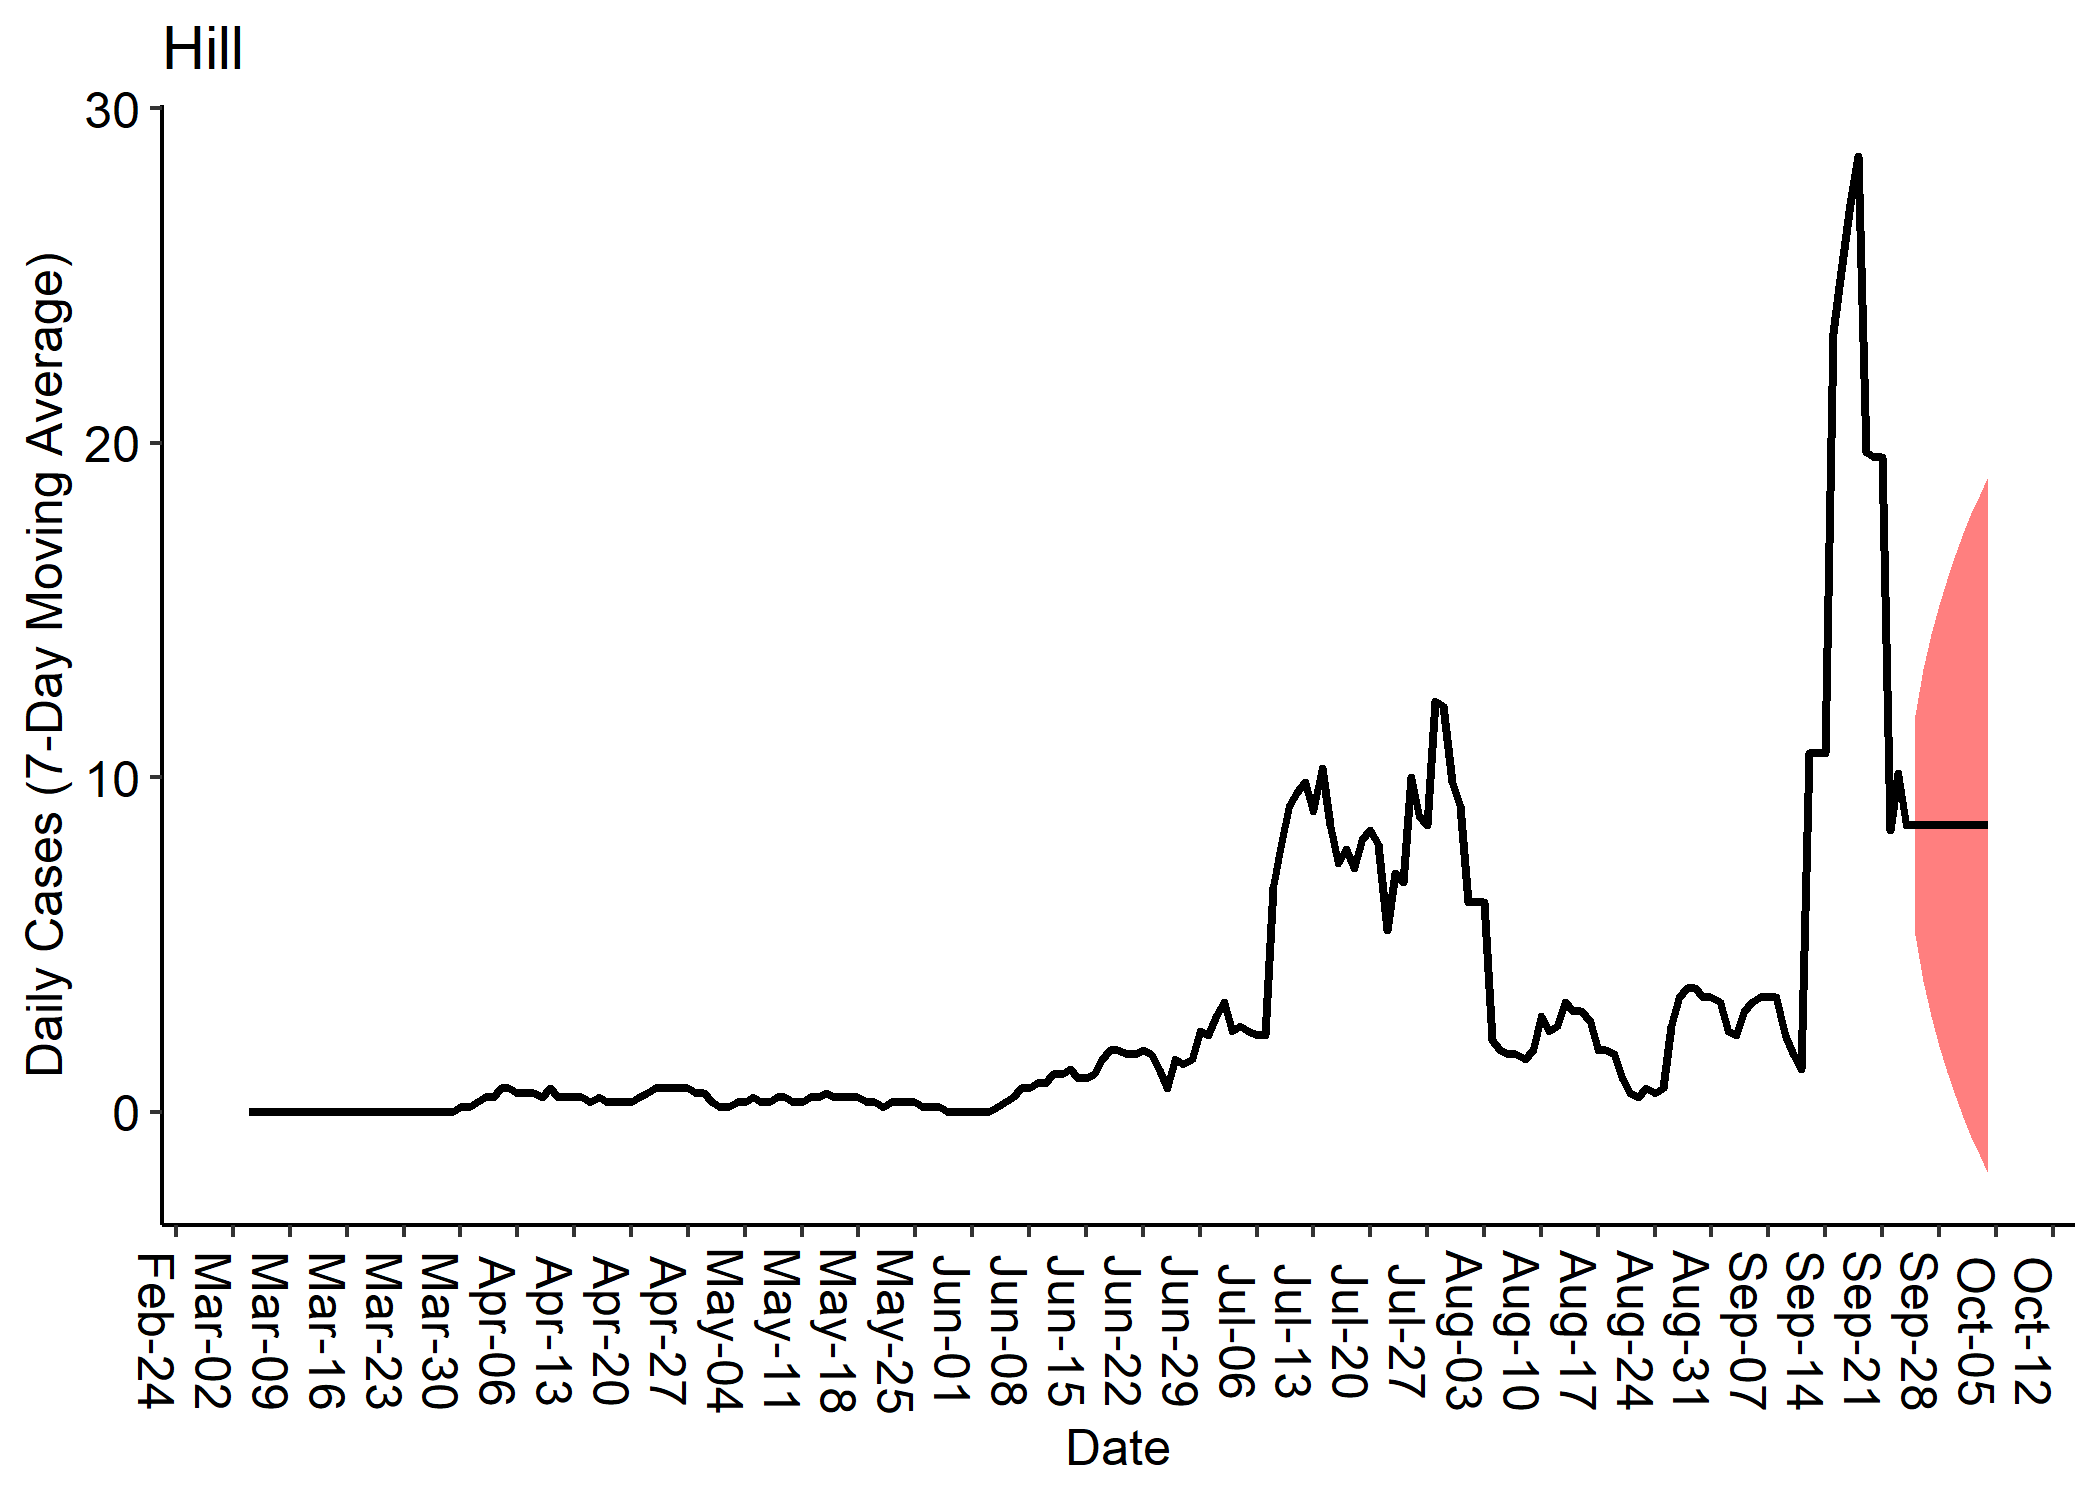 Hill
30
20
10
0
Daily Cases (7-Day Moving Average)
Feb-24
Mar-02
Mar-09
Mar-16
Mar-23
Mar-30
Apr-06
Apr-13
Apr-20
Apr-27
May-04
May-11
May-18
May-25
Jun-01
Jun-08
Jun-15
Jun-22
Jun-29
Jul-06
Jul-13
Jul-20
Jul-27
Aug-03
Aug-10
Aug-17
Aug-24
Aug-31
Sep-07
Sep-14
Sep-21
Sep-28
Oct-05
Oct-12
Date